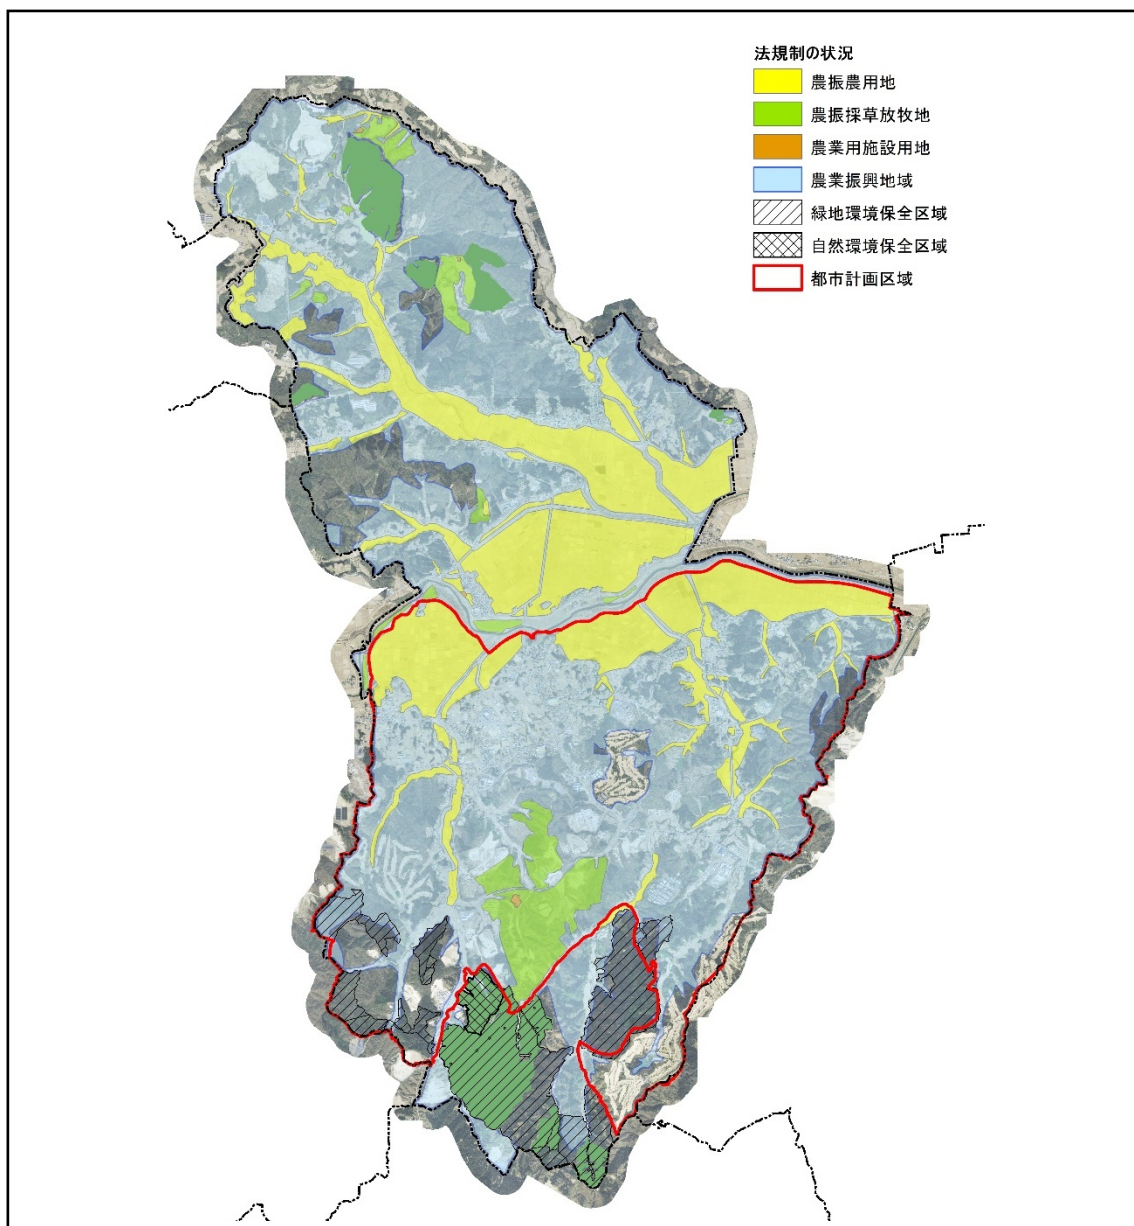 法規制の状況
農振農用地
農振採草放牧地
農業用施設用地
農業振興地域
緑地環境保全区域
自然環境保全区域
都市計画区域